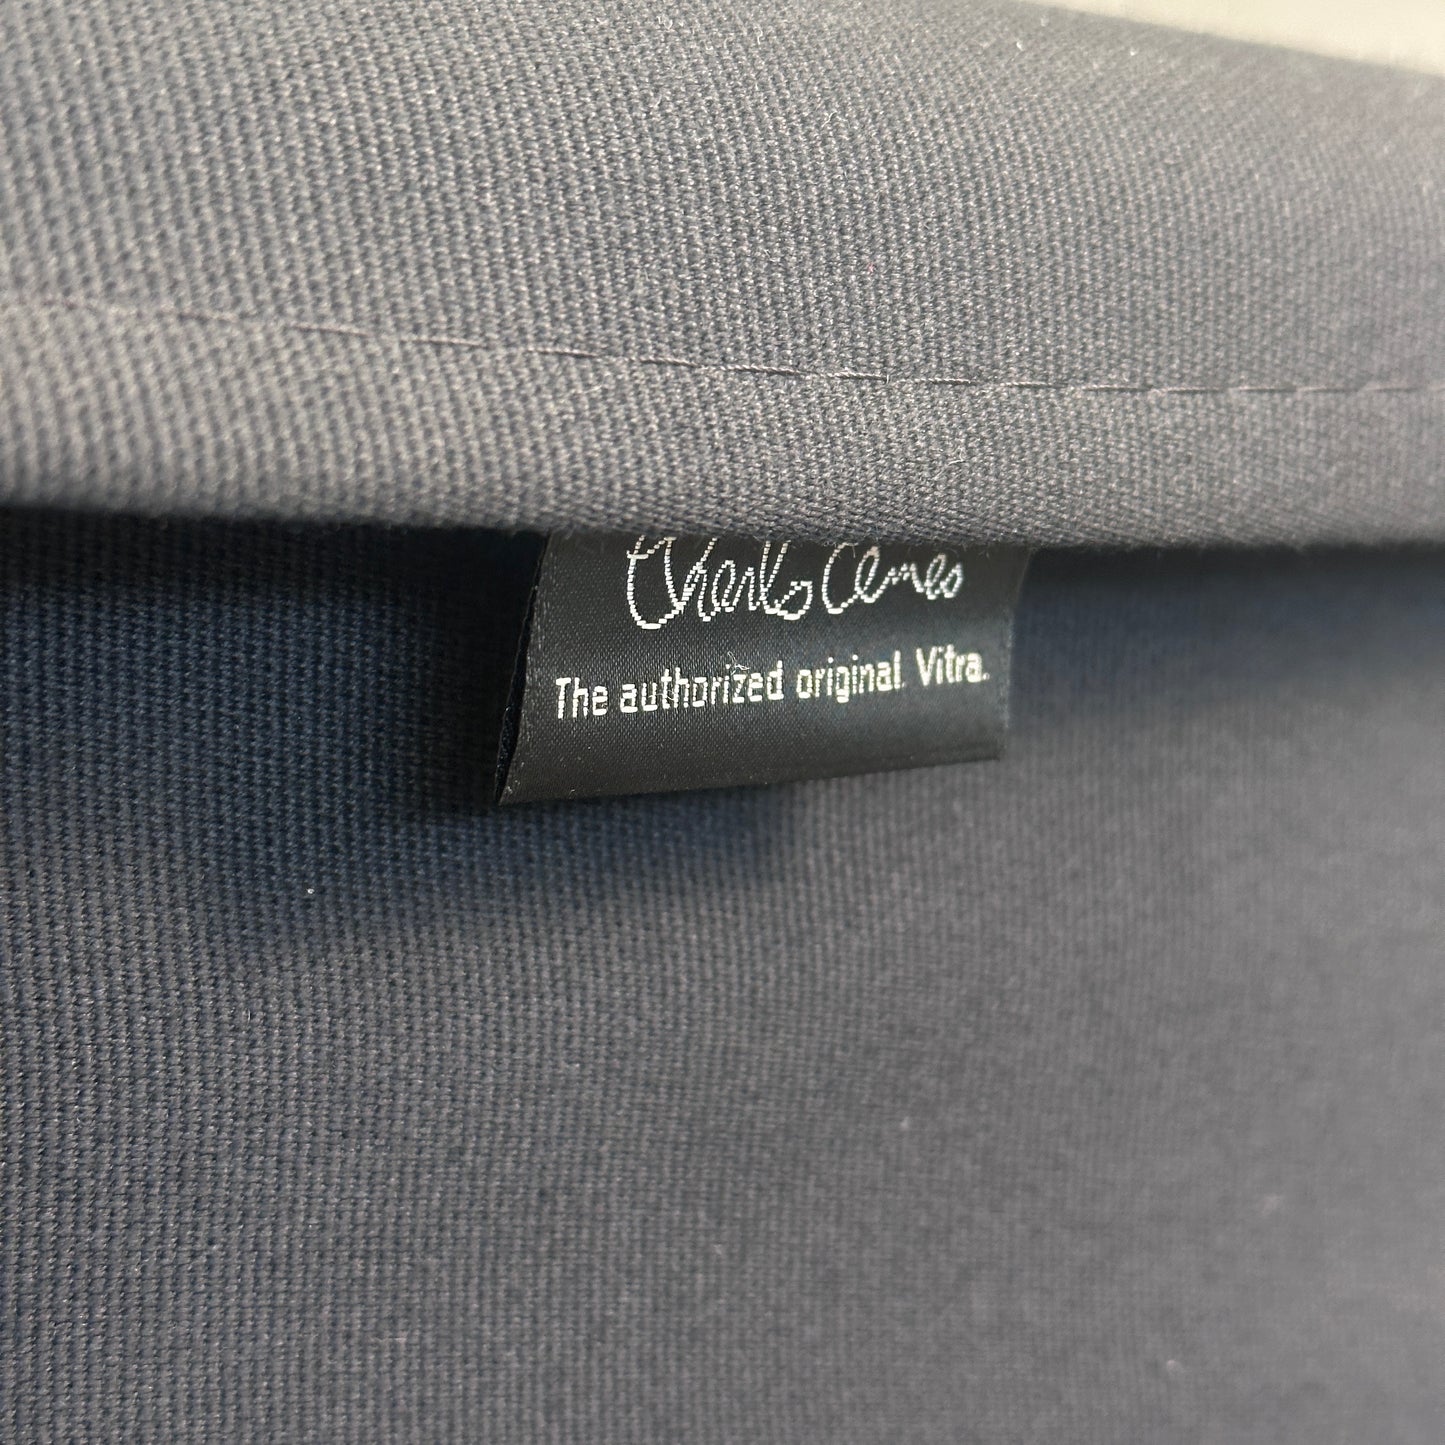 Charles Eames
The authorized original. Vitra.